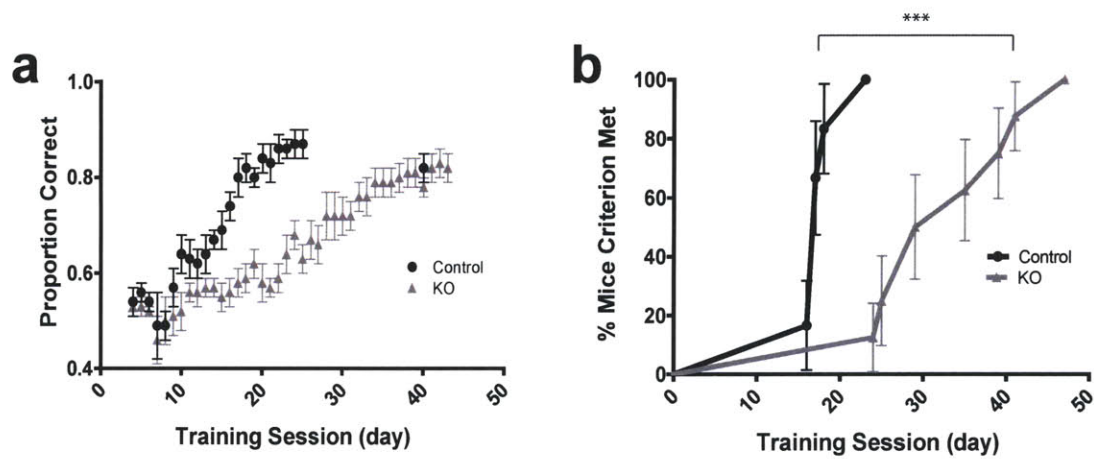 a
Proportion Correct
1.0
0.8
0.6
0.4
0
10
20
30
40
50
Training Session (day)
Control
KO
***
b
% Mice Criterion Met
100
80
60
40
20
0
0
10
20
30
40
50
Training Session (day)
Control
KO